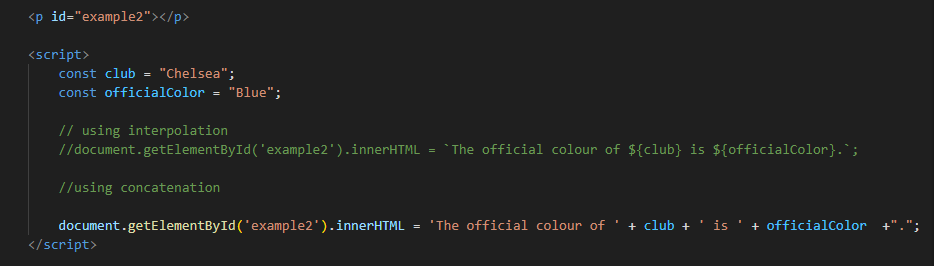 <p id="example2"></p>
<script>
const club = "Chelsea";
const officialColor = "Blue";
// using interpolation
//document.getElementById('example2').innerHTML = `The official colour of ${club} is ${officialColor}.`;
//using concatenation
document.getElementById('example2').innerHTML = 'The official colour of ' + club + ' is ' + officialColor  +".";
</script>